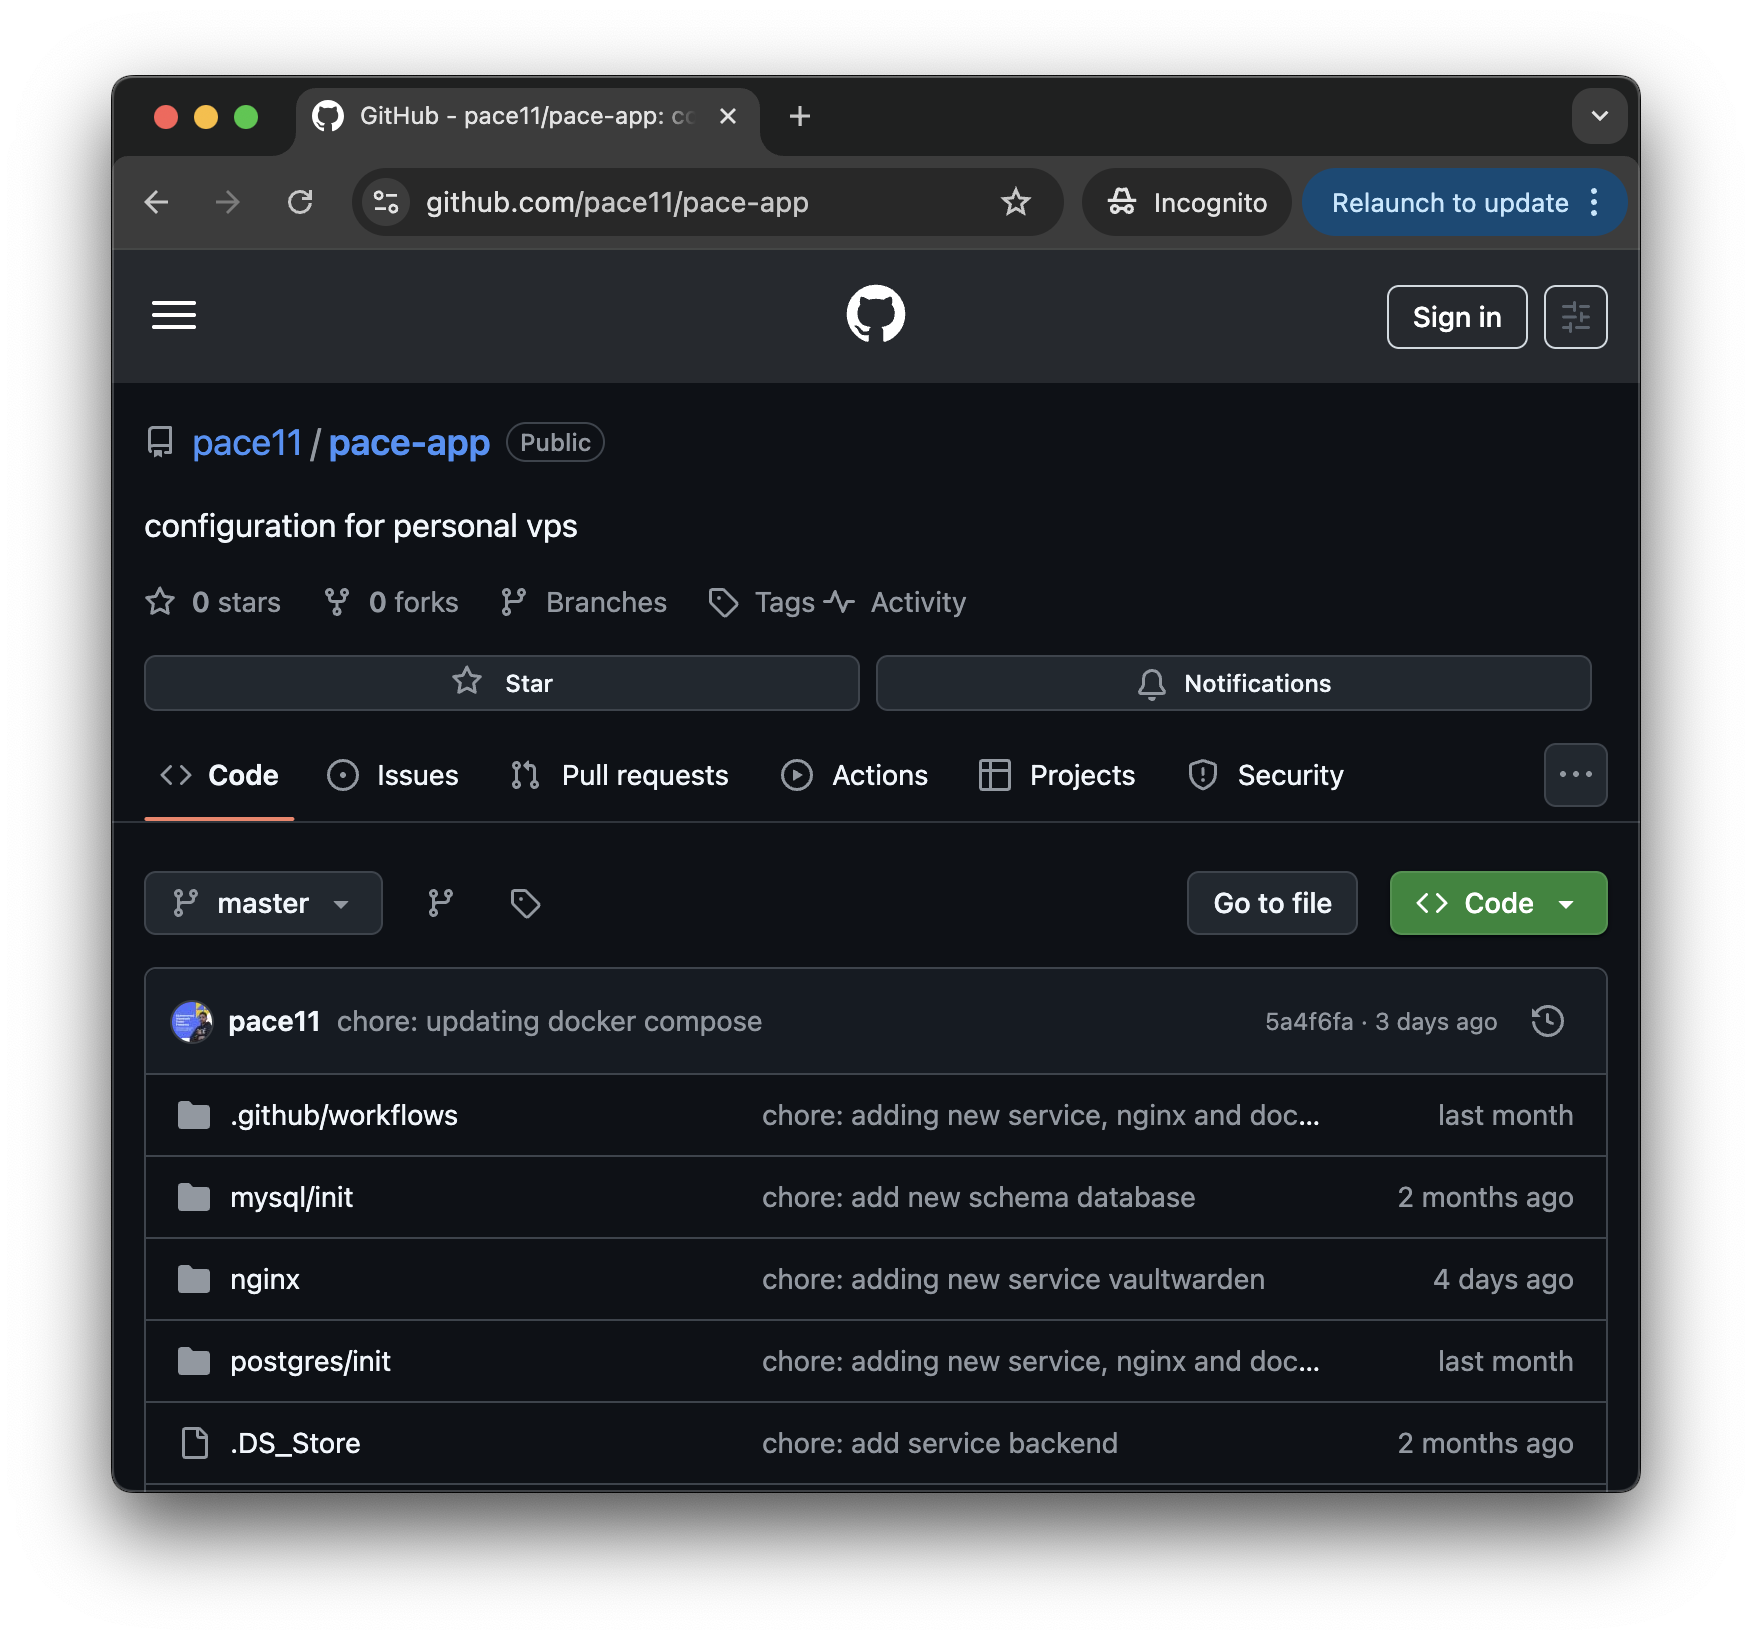 GitHub - pace11/pace-app: co
github.com/pace11/pace-app
Incognito
Relaunch to update
Sign in
pace11 / pace-app Public
configuration for personal vps
0 stars 0 forks Branches Tags Activity
Star
Notifications
Code Issues Pull requests Actions Projects Security
master Go to file Code
pace11 chore: updating docker compose 5a4f6fa · 3 days ago
.github/workflows chore: adding new service, nginx and doc... last month
mysql/init chore: add new schema database 2 months ago
nginx chore: adding new service vaultwarden 4 days ago
postgres/init chore: adding new service, nginx and doc... last month
.DS_Store chore: add service backend 2 months ago